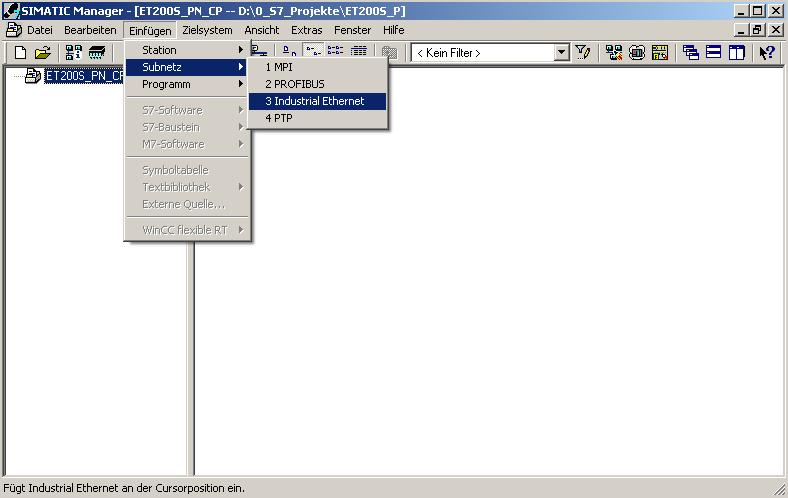 SIMATIC Manager - [ET200S_PN_CP -- D:\0_S7_Projekte\ET200S_P]
Datei Bearbeiten Einfügen Zielsystem Ansicht Extras Fenster Hilfe
< Kein Filter >
ET200S_PN_CP
Station
Subnetz
Programm
S7-Software
S7-Baustein
M7-Software
Symboltabelle
Textbibliothek
Externe Quelle...
WinCC flexible RT
1 MPI
2 PROFIBUS
3 Industrial Ethernet
4 PTP
Fügt Industrial Ethernet an der Cursorposition ein.